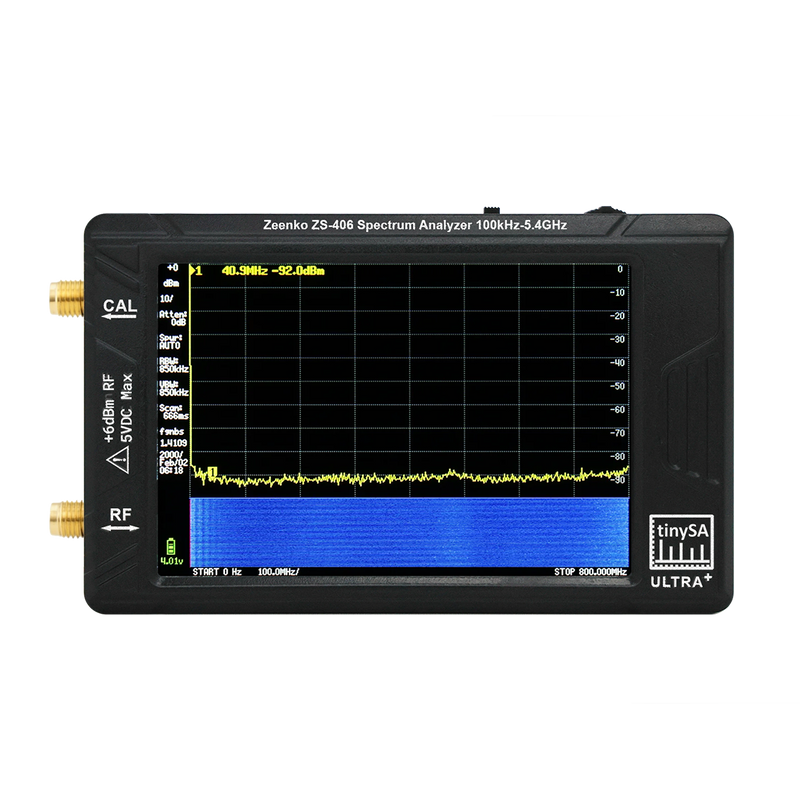 Zeenko ZS-406 Spectrum Analyzer 100kHz-5.4GHz
CAL
+6dBm RF
5VDC Max
RF
+0
dBm
10/
Atten:
0dB
Spur:
AUTO
RBW:
850kHz
VBW:
850kHz
Scan:
666ms
fsnbs
1.4109
2000/
Feb/02
06:18
4.01v
1 40.9MHz -92.0dBm
1
0
-10
-20
-30
-40
-50
-60
-70
-80
-90
START 0 Hz 100.0MHz/ STOP 800.000MHz
tinySA
ULTRA+